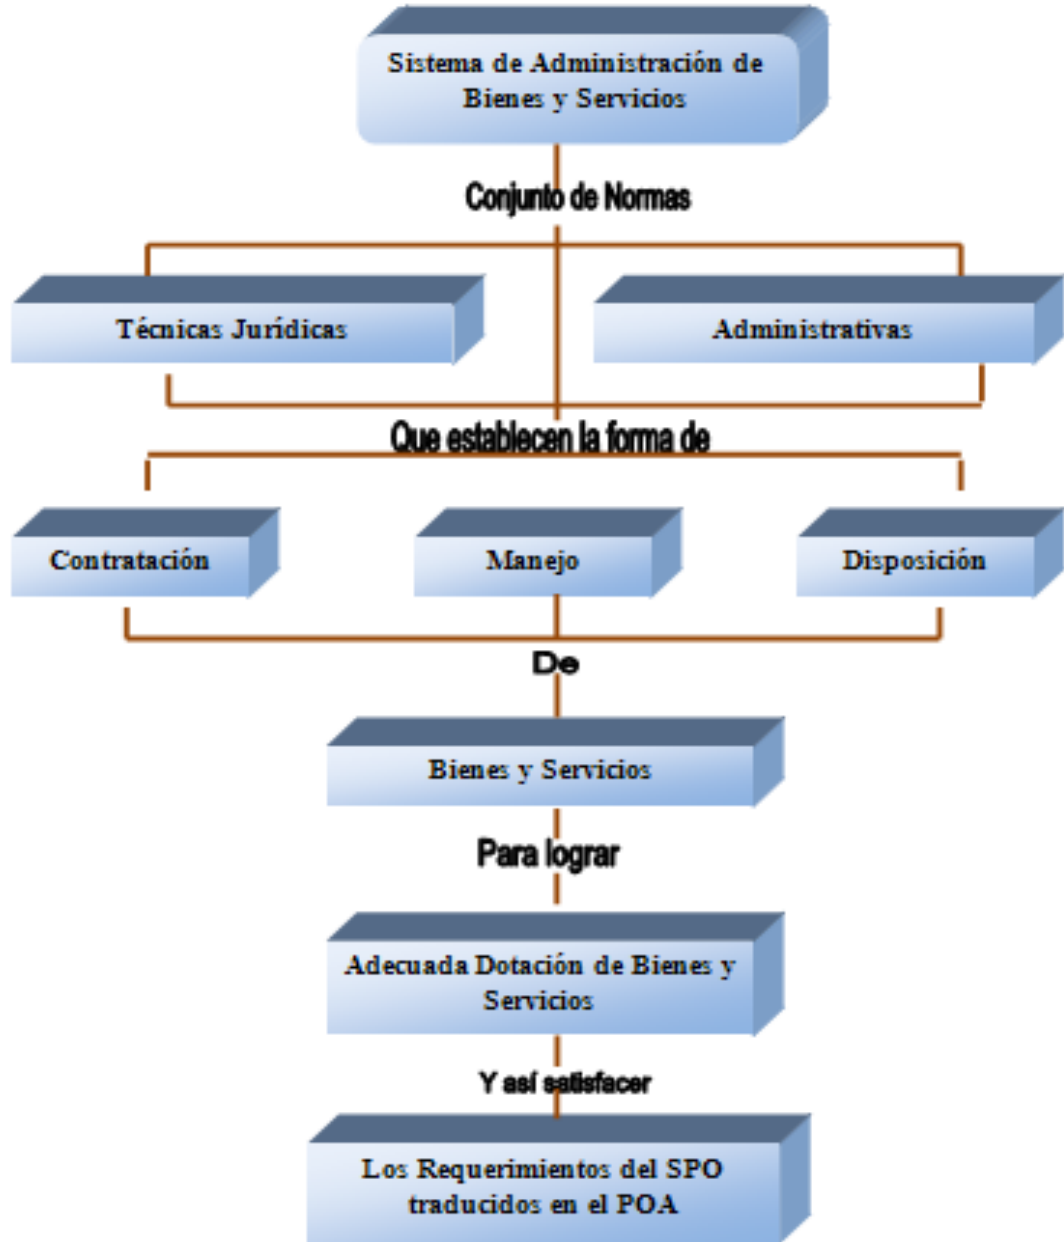 Sistema de Administración de
Bienes y Servicios
Conjunto de Normas
Técnicas Jurídicas
Administrativas
Que establecen la forma de
Contratación
Manejo
Disposición
De
Bienes y Servicios
Para lograr
Adecuada Dotación de Bienes y
Servicios
Y así satisfacer
Los Requerimientos del SPO
traducidos en el POA